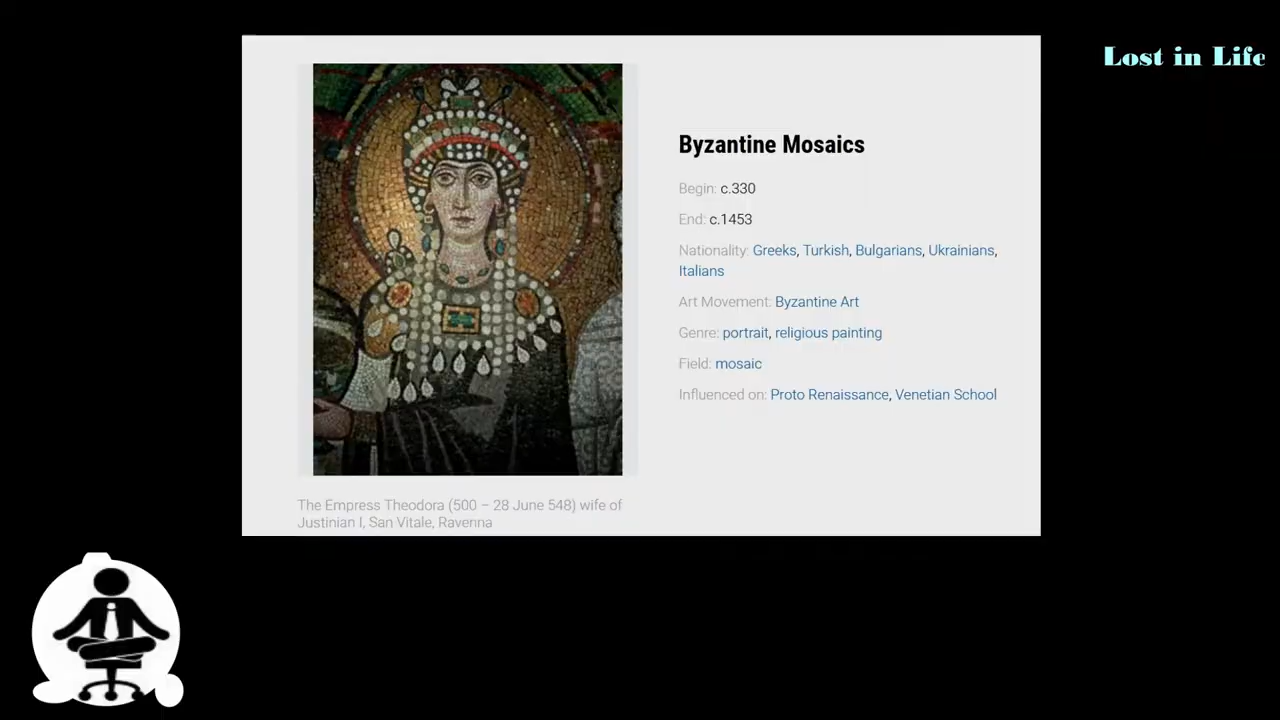 Lost in Life
Byzantine Mosaics
Begin: c.330
End: c.1453
Nationality: Greeks, Turkish, Bulgarians, Ukrainians,
Italians
Art Movement: Byzantine Art
Genre: portrait, religious painting
Field: mosaic
Influenced on: Proto Renaissance, Venetian School
The Empress Theodora (500 – 28 June 548) wife of
Justinian I, San Vitale, Ravenna